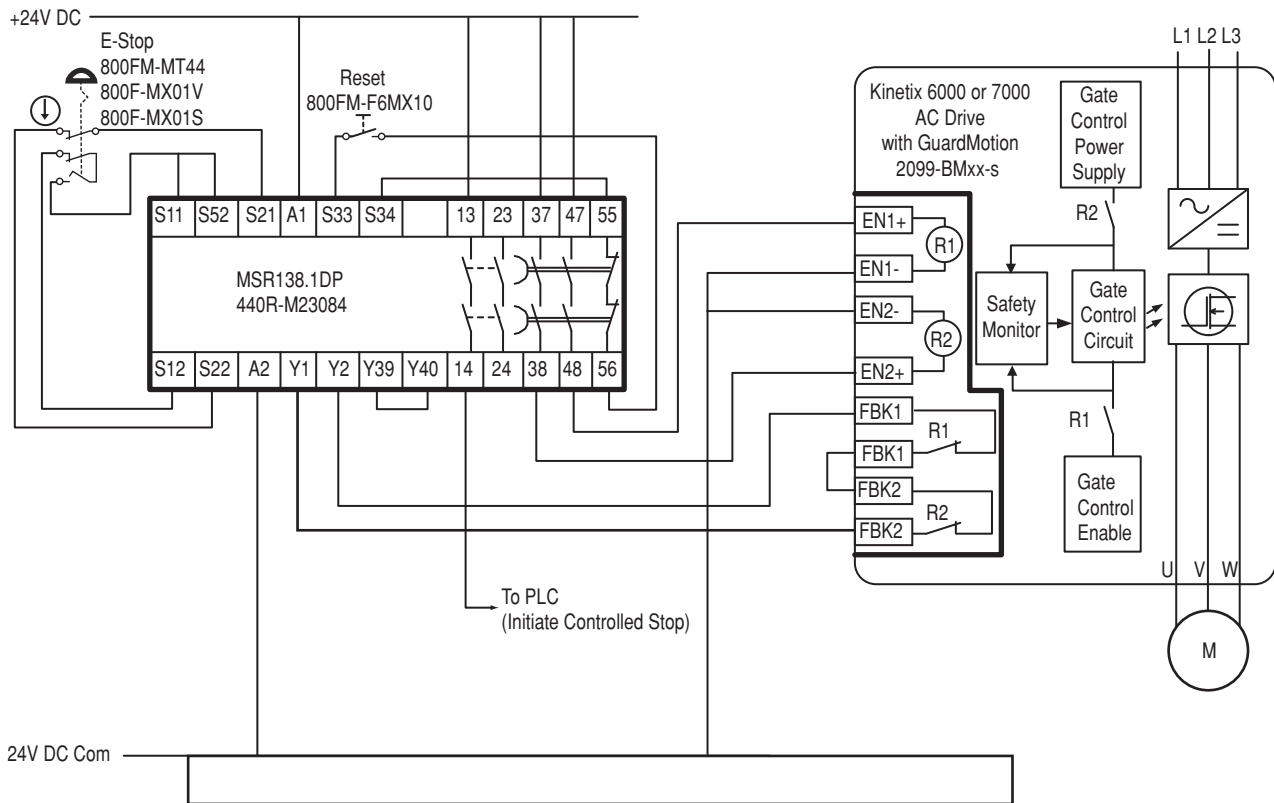 +24V DC
E-Stop
800FM-MT44
800F-MX01V
800F-MX01S
Reset
800FM-F6MX10
S11 S52 S21 A1 S33 S34 13 23 37 47 55
MSR138.1DP
440R-M23084
S12 S22 A2 Y1 Y2 Y39 Y40 14 24 38 48 56
To PLC
(Initiate Controlled Stop)
24V DC Com
L1 L2 L3
Kinetix 6000 or 7000
AC Drive
with GuardMotion
2099-BMxx-s
Gate
Control
Power
Supply
R2
EN1+
R1
EN1-
EN2-
R2
EN2+
Safety
Monitor
Gate
Control
Circuit
FBK1
R1
FBK1
FBK2
R2
FBK2
R1
Gate
Control
Enable
U V W
M